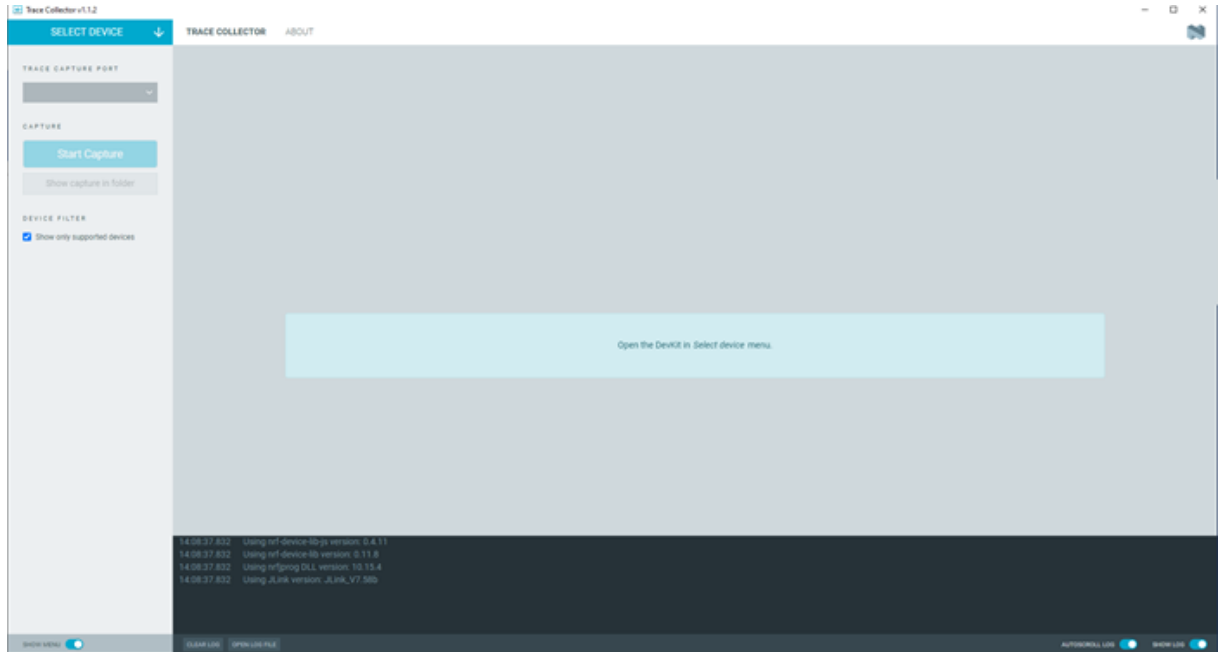 Trace Collector v1.1.2
SELECT DEVICE
TRACE COLLECTOR ABOUT
TRACE CAPTURE PORT
CAPTURE
Start Capture
Show capture in folder
DEVICE FILTER
Show only supported devices
Open the DevKit in Select device menu.
14:08:37.832 Using nrf-device-lib-js version: 0.4.11
14:08:37.832 Using nrf-device-lib version: 0.11.8
14:08:37.832 Using nrfjprog DLL version: 10.15.4
14:08:37.832 Using JLink version: JLink_V7.58b
SHOW MENU CLEAR LOG OPEN LOG FILE AUTOSCROLL LOG SHOW LOG